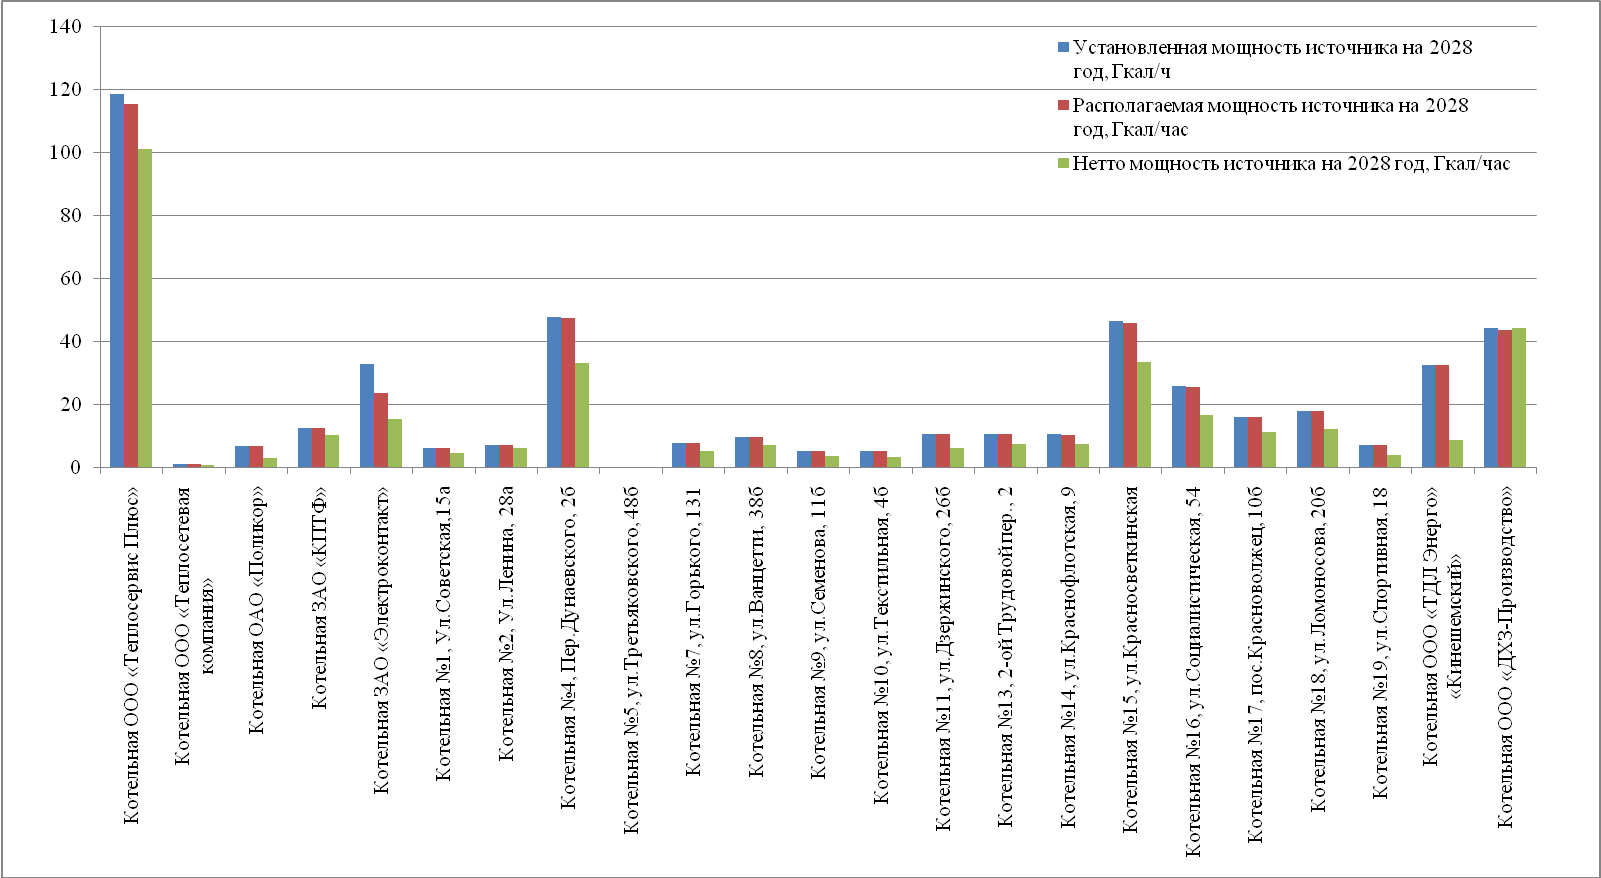 140
120
100
80
60
40
20
0
Установленная мощность источника на 2028
год, Гкал/ч
Располагаемая мощность источника на 2028
год, Гкал/час
Нетто мощность источника на 2028 год, Гкал/час
Котельная ООО «Теплосервис Плюс»
Котельная ООО «Теплосетевая
компания»
Котельная ОАО «Поликор»
Котельная ЗАО «КПТФ»
Котельная ЗАО «Электроконтакт»
Котельная №1, Ул.Советская,15а
Котельная №2, Ул.Ленина, 28а
Котельная №4, Пер.Дунаевского, 2б
Котельная №5, ул.Третьяковского, 48б
Котельная №7, ул.Горького, 131
Котельная №8, ул.Ванцетти, 38б
Котельная №9, ул.Семенова, 11б
Котельная №10, ул.Текстильная, 4б
Котельная №11, ул.Дзержинского, 26б
Котельная №13, 2-ой Трудовой пер., 2
Котельная №14, ул.Краснофлотская, 9
Котельная №15, ул.Красноветкинская
Котельная №16, ул.Социалистическая, 54
Котельная №17, пос.Красноволжец, 10б
Котельная №18, ул.Ломоносова, 20б
Котельная №19, ул.Спортивная, 18
Котельная ООО «ТДЛ Энерго»
«Кинешемский»
Котельная ООО «ДХЗ-Производство»